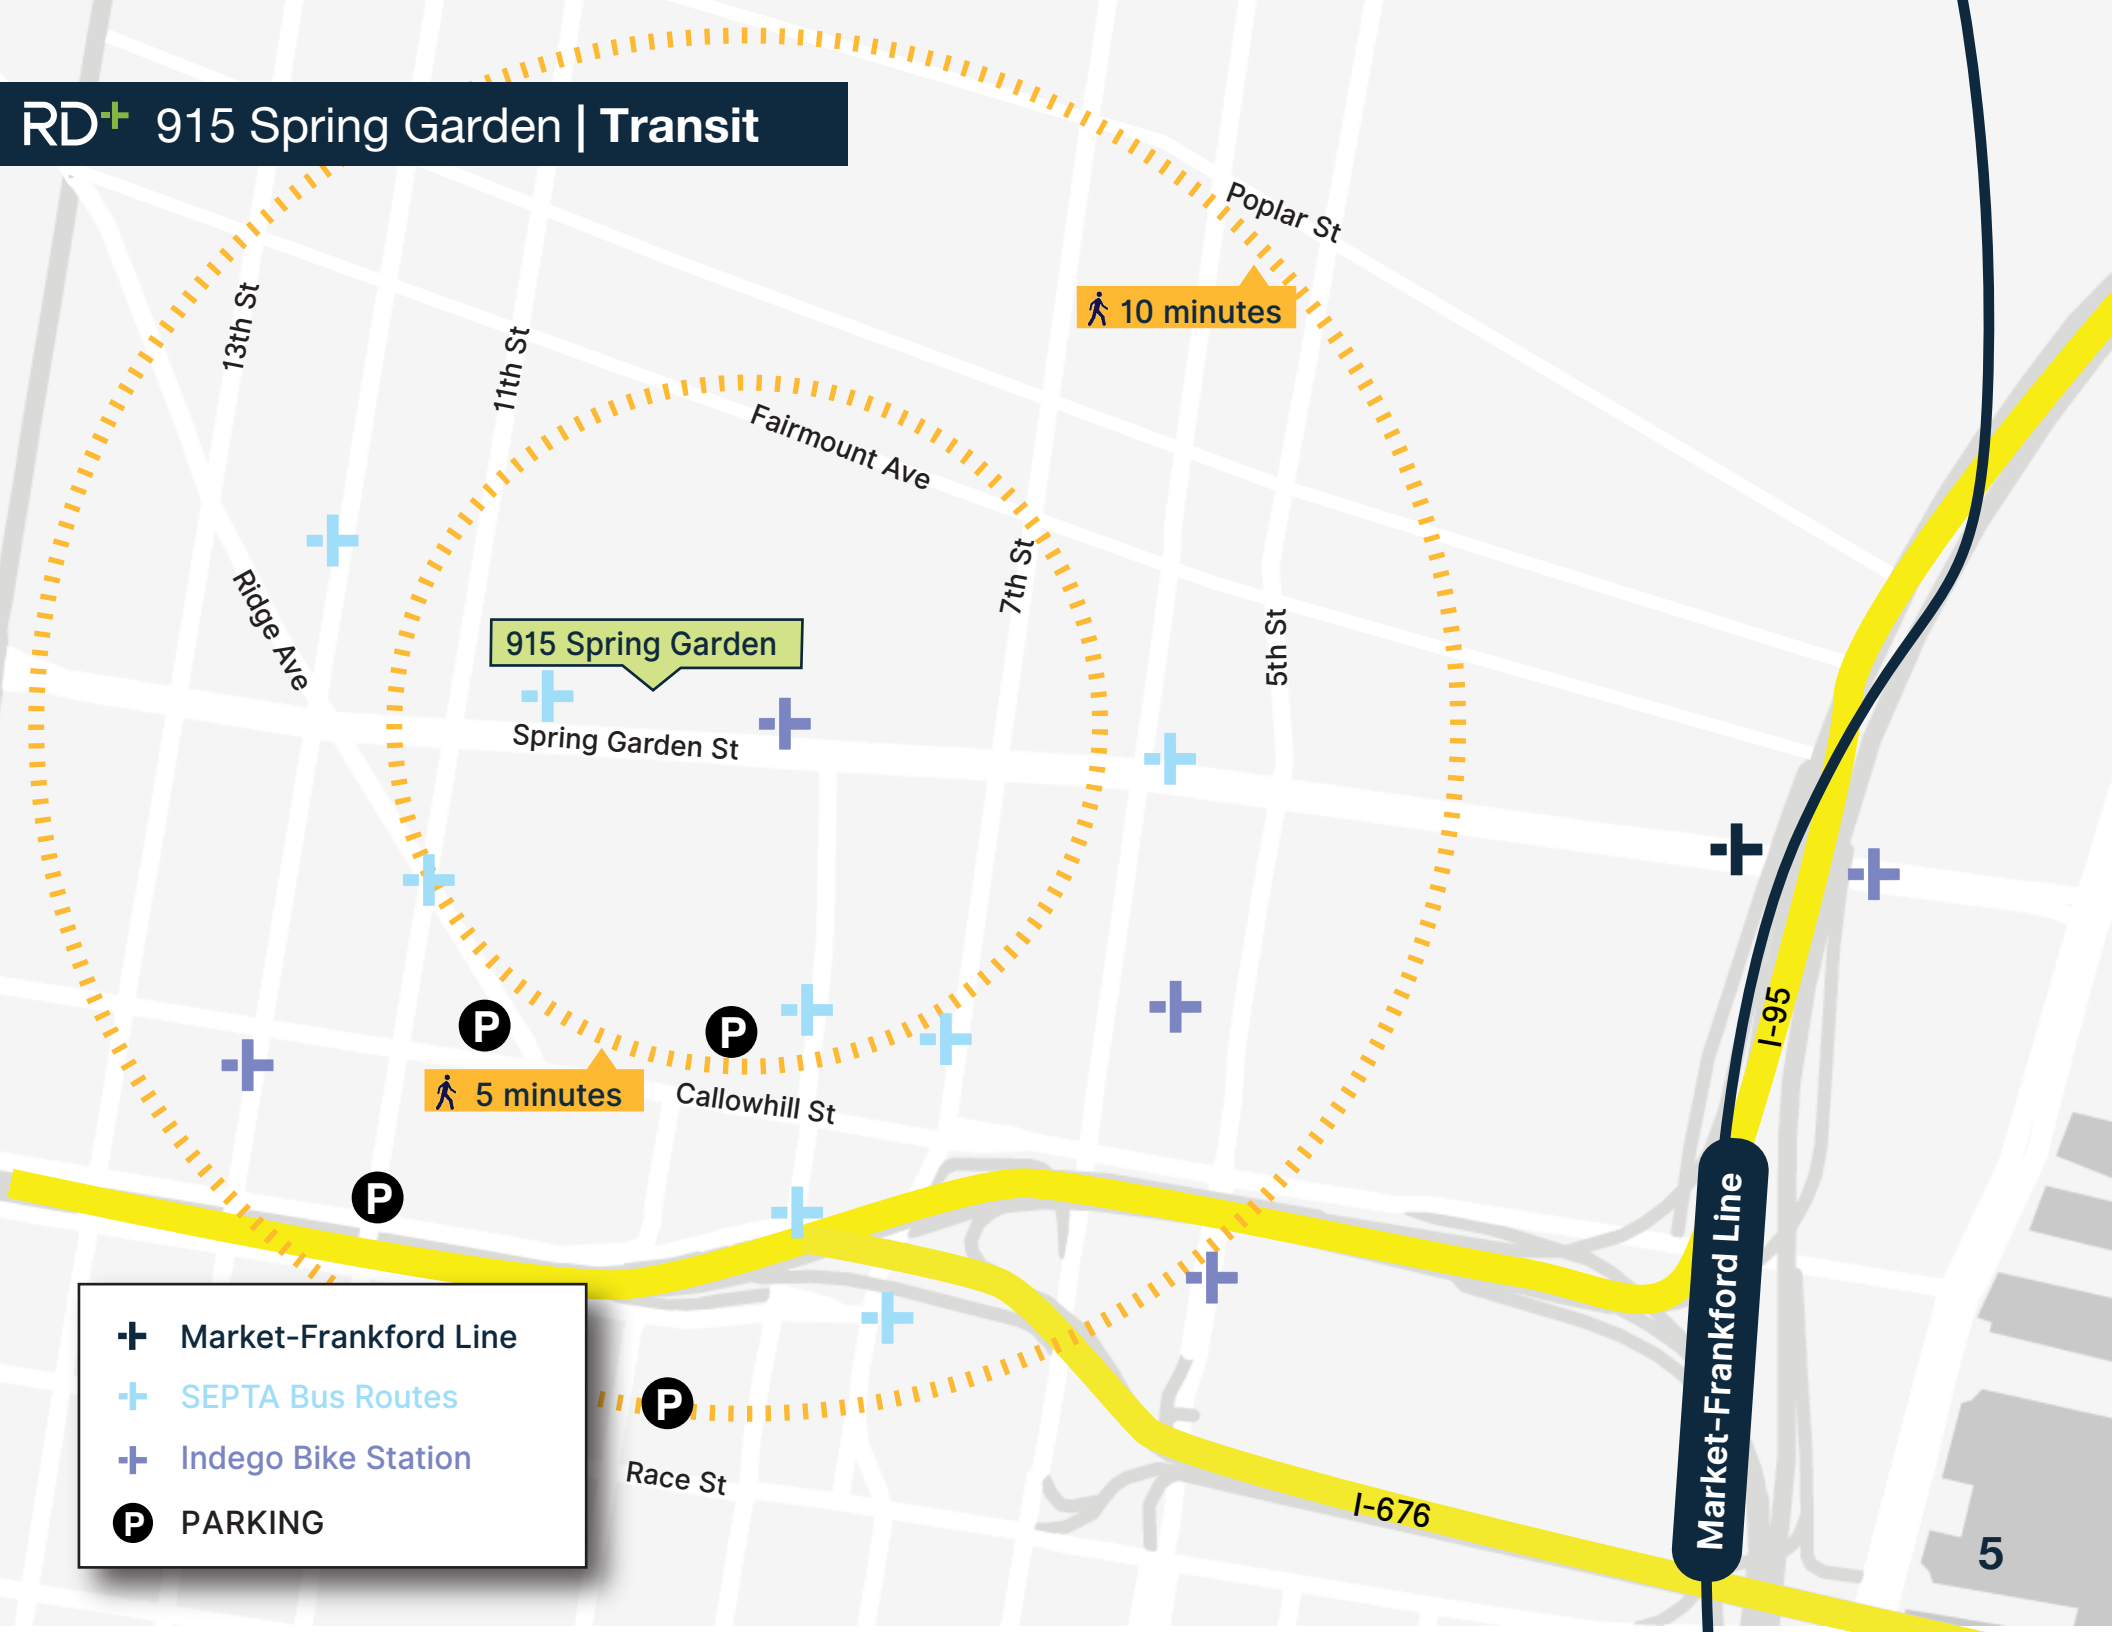 RD+ 915 Spring Garden | Transit
Poplar St
13th St
10 minutes
11th St
Fairmount Ave
7th St
Ridge Ave
5th St
915 Spring Garden
Spring Garden St
I-95
P
P
5 minutes
Callowhill St
P
Market-Frankford Line
Market-Frankford Line
SEPTA Bus Routes
P
Indego Bike Station
Race St
I-676
P PARKING
5